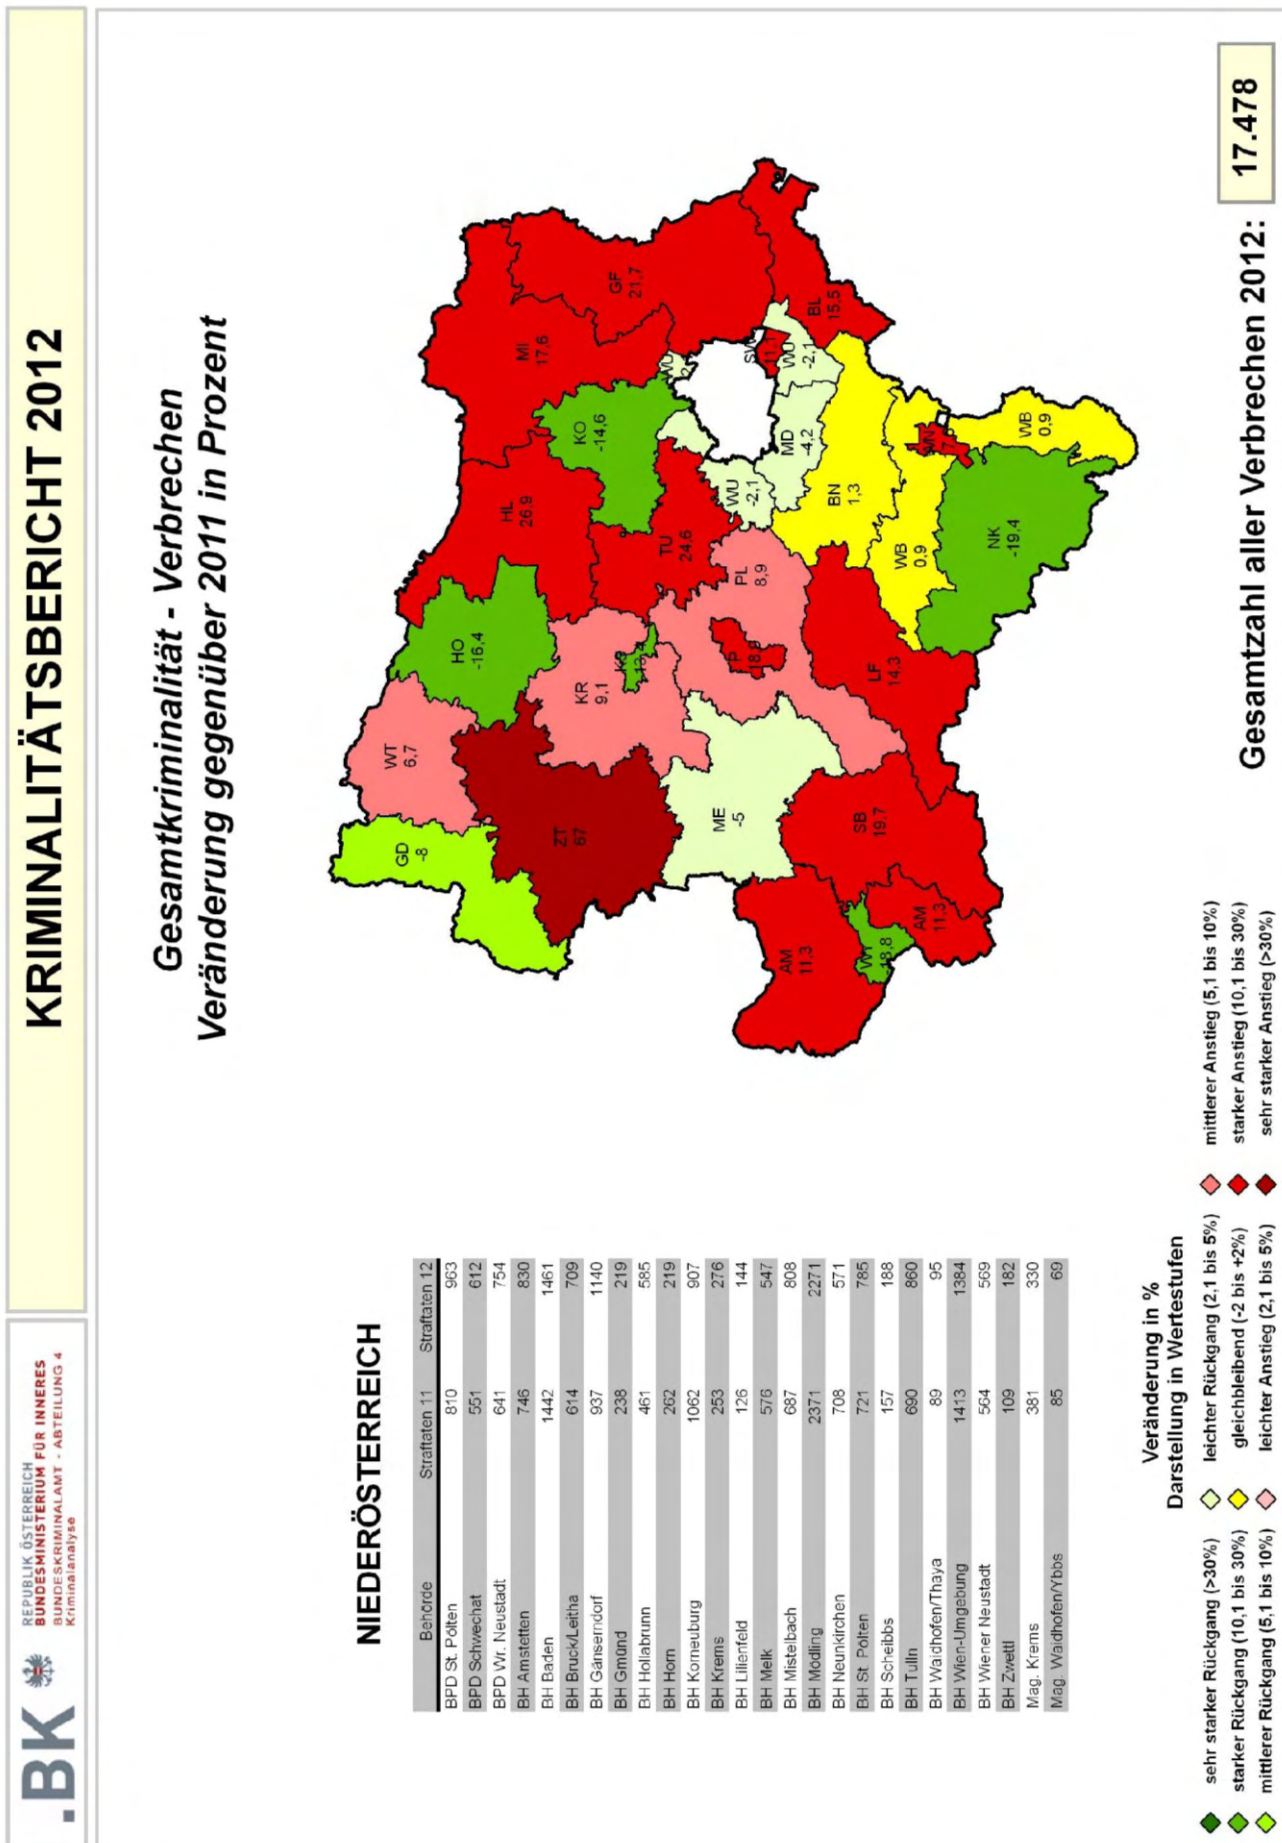 .BK
REPUBLIK ÖSTERREICH
BUNDESMINISTERIUM FÜR INNERES
BUNDESKRIMINALAMT - ABTEILUNG 4
Kriminalanalyse
KRIMINALITÄTSBERICHT 2012
Gesamtkriminalität - Verbrechen
Veränderung gegenüber 2011 in Prozent
NIEDERÖSTERREICH
Behörde Straftaten 11 Straftaten 12
BPD St. Pölten 810 963
BPD Schwechat 551 612
BPD Wr. Neustadt 641 754
BH Amstetten 746 830
BH Baden 1442 1461
BH Bruck/Leitha 614 709
BH Gänserndorf 937 1140
BH Gmünd 238 219
BH Hollabrunn 461 585
BH Horn 262 219
BH Korneuburg 1062 907
BH Krems 253 276
BH Lilienfeld 126 144
BH Melk 576 547
BH Mistelbach 687 808
BH Mödling 2371 2271
BH Neunkirchen 708 571
BH St. Pölten 721 785
BH Scheibbs 157 188
BH Tulln 690 860
BH Waidhofen/Thaya 89 95
BH Wien-Umgebung 1413 1384
BH Wiener Neustadt 564 569
BH Zwettl 109 182
Mag. Krems 381 330
Mag. Waidhofen/Ybbs 85 69
GD
-8
WT
6,7
HO
-16,4
HL
26,9
MI
17,6
GF
21,7
ZT
67
KR
9,1
KO
-14,6
WU
TU
24,6
WU
-2,1
PL
8,9
P
ME
-5
AM
11,3
WY
-18,8
AM
11,3
SB
19,7
LF
14,3
MD
-4,2
WU
-2,1
SW
11,1
BL
15,5
BN
1,3
WB
0,9
WN
WB
0,9
NK
-19,4
Veränderung in %
Darstellung in Wertestufen
sehr starker Rückgang (>30%)
starker Rückgang (10,1 bis 30%)
mittlerer Rückgang (5,1 bis 10%)
leichter Rückgang (2,1 bis 5%)
gleichbleibend (-2 bis +2%)
leichter Anstieg (2,1 bis 5%)
mittlerer Anstieg (5,1 bis 10%)
starker Anstieg (10,1 bis 30%)
sehr starker Anstieg (>30%)
Gesamtzahl aller Verbrechen 2012:
17.478